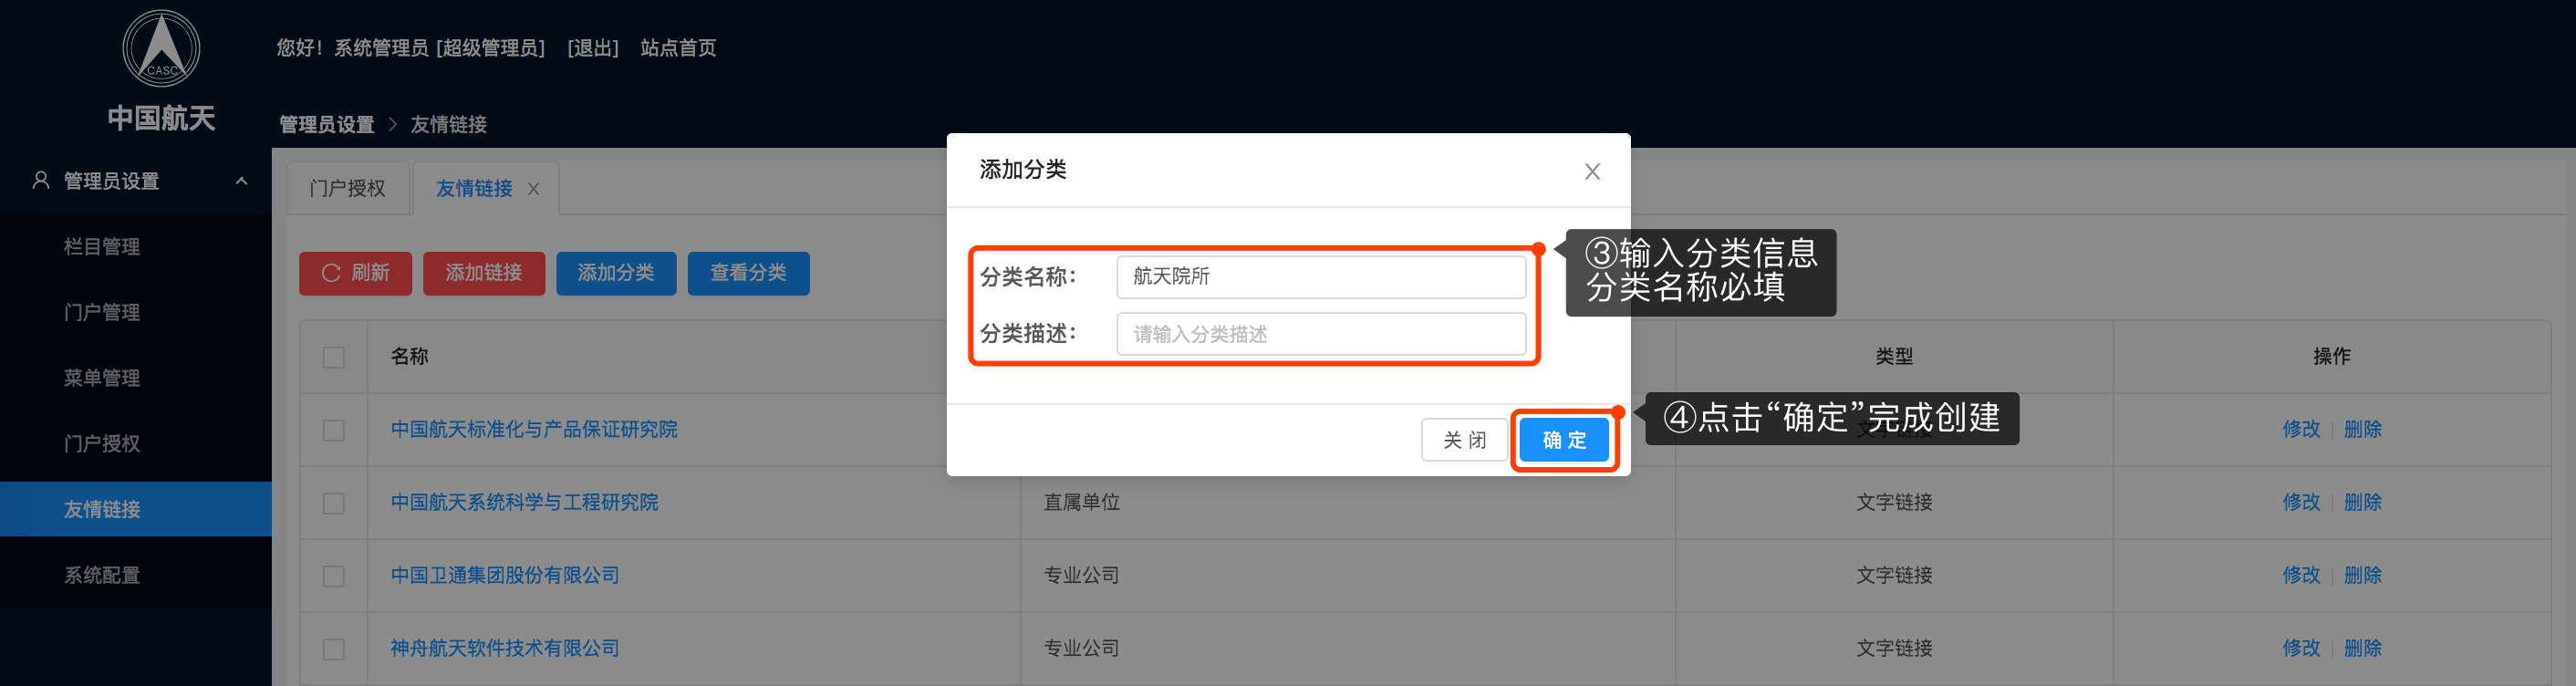 CASC
中国航天
您好！系统管理员 [超级管理员] [退出] 站点首页
管理员设置 > 友情链接
管理员设置
栏目管理
门户管理
菜单管理
门户授权
友情链接
系统配置
门户授权
友情链接 X
刷新 添加链接 添加分类 查看分类
名称 类型 操作
中国航天标准化与产品保证研究院 文字链接 修改 | 删除
中国航天系统科学与工程研究院 直属单位 文字链接 修改 | 删除
中国卫通集团股份有限公司 专业公司 文字链接 修改 | 删除
神舟航天软件技术有限公司 专业公司 文字链接 修改 | 删除
添加分类 X
分类名称： 航天院所
分类描述： 请输入分类描述
关 闭 确 定
③输入分类信息
分类名称必填
④点击“确定”完成创建